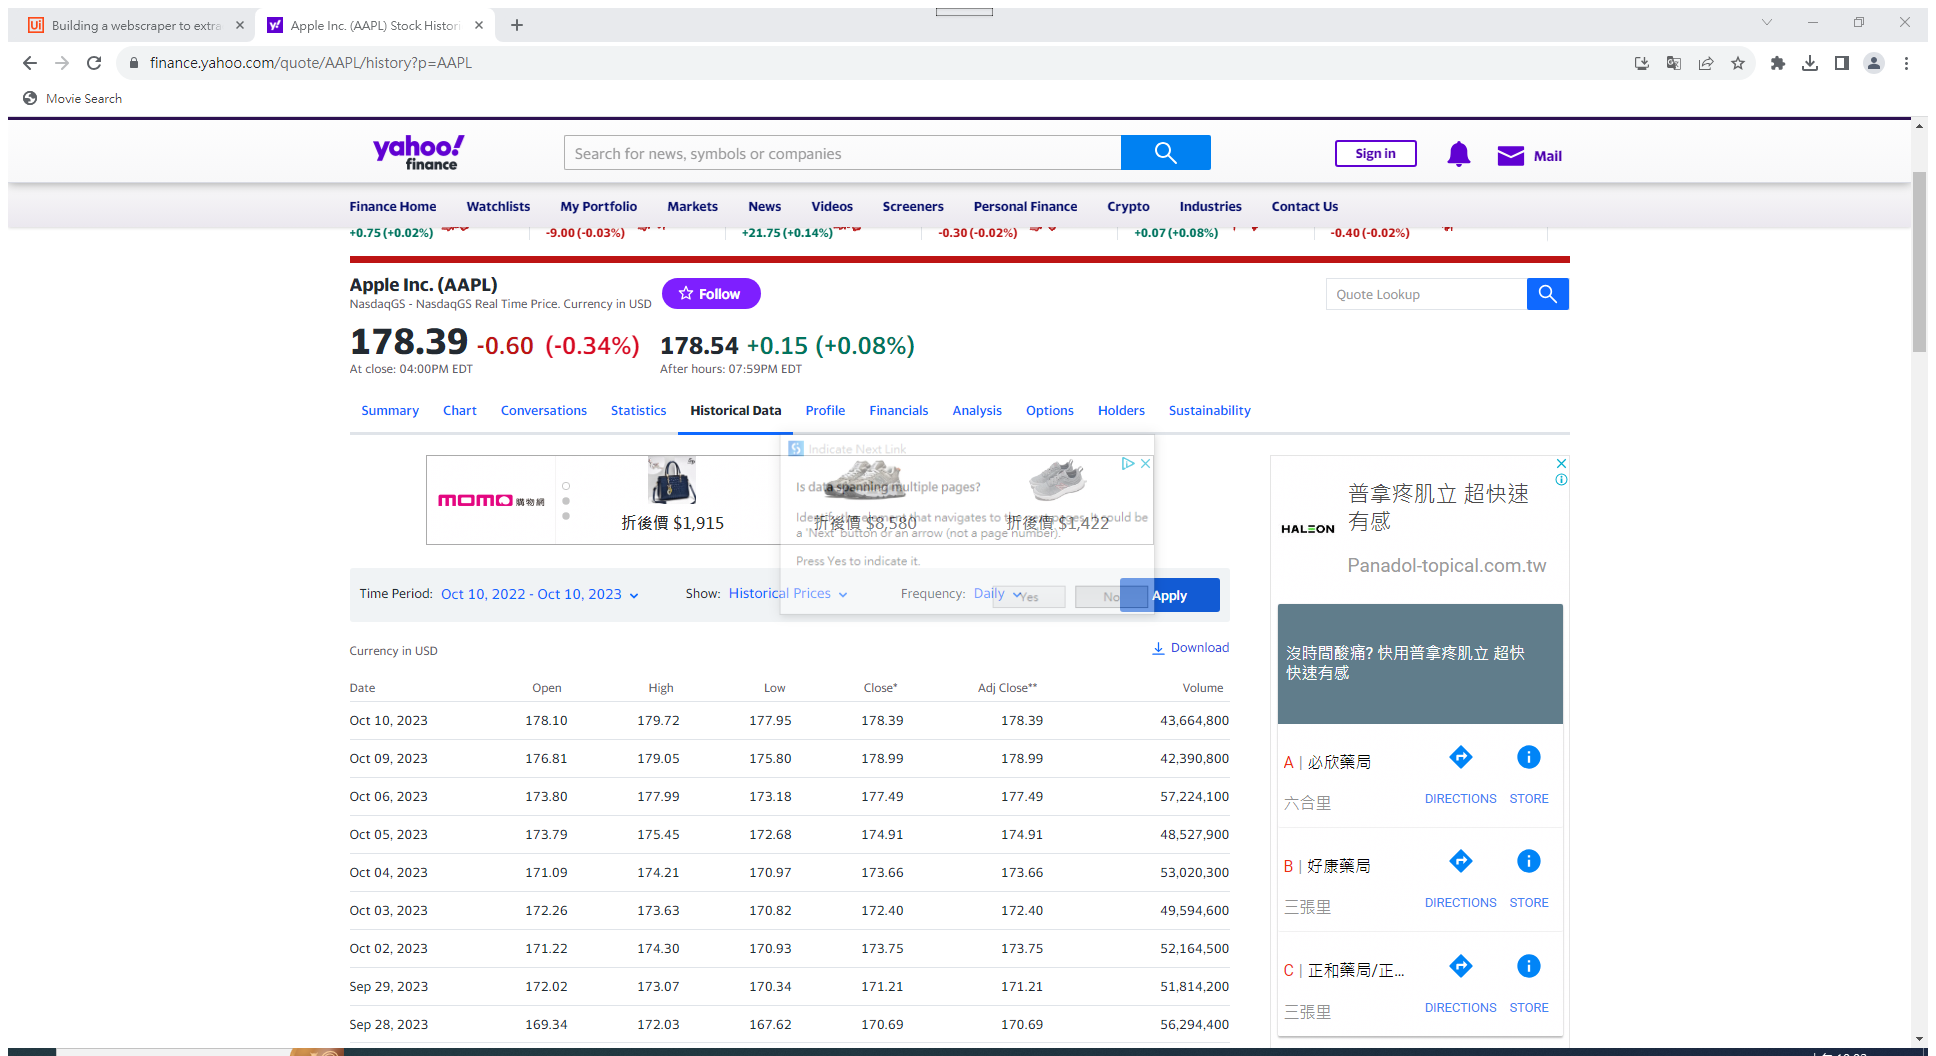 Building a webscraper to extra
Apple Inc. (AAPL) Stock Histori
finance.yahoo.com/quote/AAPL/history?p=AAPL
Movie Search
yahoo!
finance
Search for news, symbols or companies
Sign in
Mail
Finance Home Watchlists My Portfolio Markets News Videos Screeners Personal Finance Crypto Industries Contact Us
+0.75 (+0.02%) -9.00 (-0.03%) +21.75 (+0.14%) -0.30 (-0.02%) +0.07 (+0.08%) -0.40 (-0.02%)
Apple Inc. (AAPL)
NasdaqGS - NasdaqGS Real Time Price. Currency in USD
Follow
Quote Lookup
178.39 -0.60 (-0.34%) 178.54 +0.15 (+0.08%)
At close: 04:00PM EDT After hours: 07:59PM EDT
Summary Chart Conversations Statistics Historical Data Profile Financials Analysis Options Holders Sustainability
Indicate Next Link
Is data spanning multiple pages?
Identify the element that navigates to the next pages. It could be
a 'Next' button or an arrow (not a page number).
Press Yes to indicate it.
Yes No
momo購物網
折後價 $1,915 折後價 $8,580 折後價 $1,422
Time Period: Oct 10, 2022 - Oct 10, 2023 Show: Historical Prices Frequency: Daily Apply
Currency in USD Download
Date Open High Low Close* Adj Close** Volume
Oct 10, 2023 178.10 179.72 177.95 178.39 178.39 43,664,800
Oct 09, 2023 176.81 179.05 175.80 178.99 178.99 42,390,800
Oct 06, 2023 173.80 177.99 173.18 177.49 177.49 57,224,100
Oct 05, 2023 173.79 175.45 172.68 174.91 174.91 48,527,900
Oct 04, 2023 171.09 174.21 170.97 173.66 173.66 53,020,300
Oct 03, 2023 172.26 173.63 170.82 172.40 172.40 49,594,600
Oct 02, 2023 171.22 174.30 170.93 173.75 173.75 52,164,500
Sep 29, 2023 172.02 173.07 170.34 171.21 171.21 51,814,200
Sep 28, 2023 169.34 172.03 167.62 170.69 170.69 56,294,400
HALEON
普拿疼肌立 超快速
有感
Panadol-topical.com.tw
沒時間酸痛? 快用普拿疼肌立 超快
快速有感
A | 必欣藥局
六合里
DIRECTIONS STORE
B | 好康藥局
三張里
DIRECTIONS STORE
C | 正和藥局/正...
三張里
DIRECTIONS STORE